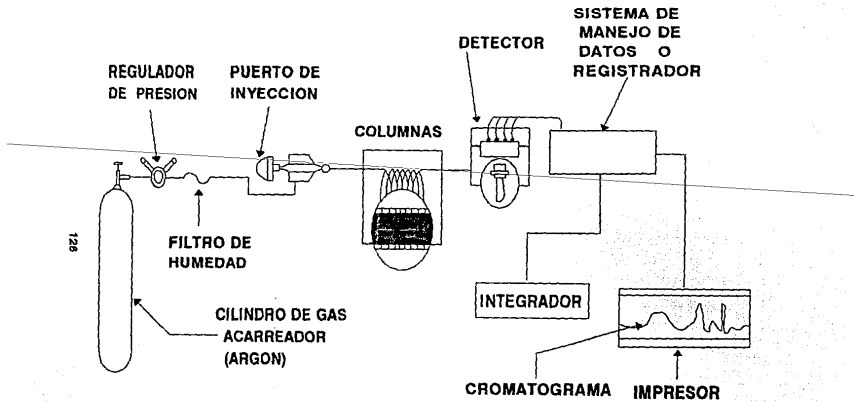 SISTEMA DE
MANEJO DE
DATOS O
REGISTRADOR
DETECTOR
REGULADOR
DE PRESION
PUERTO DE
INYECCION
COLUMNAS
126
FILTRO DE
HUMEDAD
CILINDRO DE GAS
ACARREADOR
(ARGON)
INTEGRADOR
CROMATOGRAMA
IMPRESOR